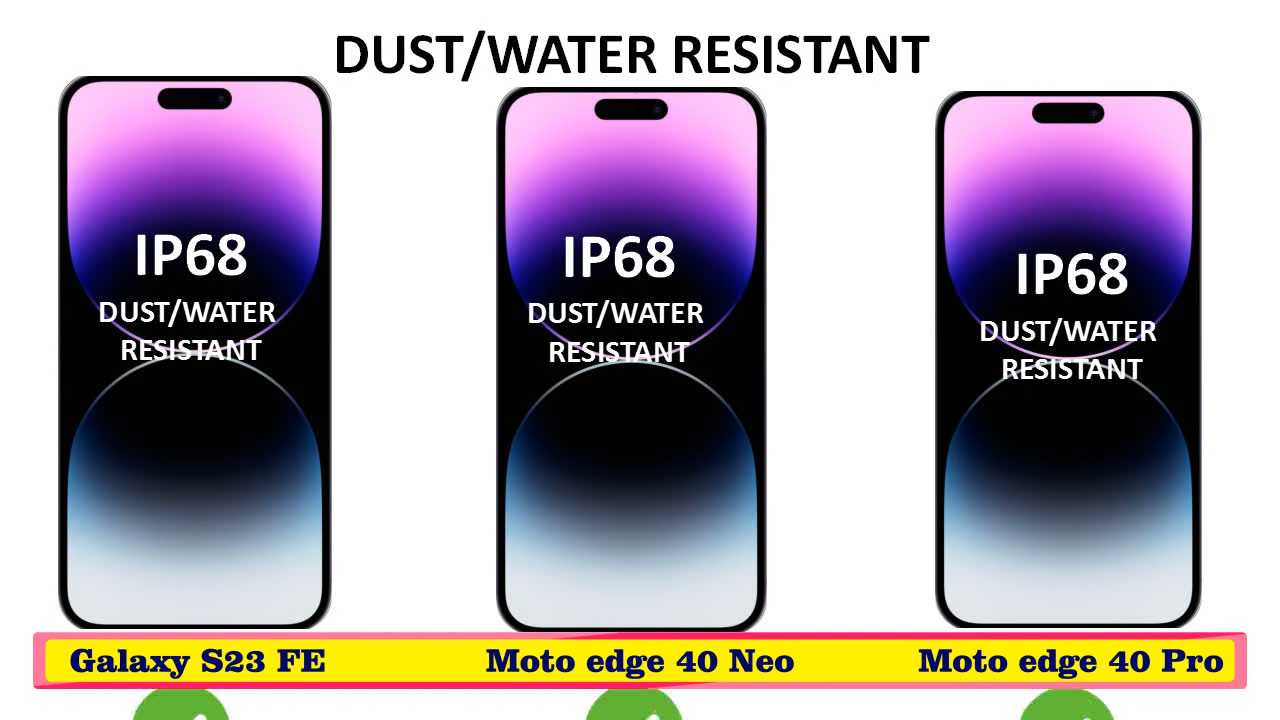 DUST/WATER RESISTANT
IP68
DUST/WATER
RESISTANT
IP68
DUST/WATER
RESISTANT
IP68
DUST/WATER
RESISTANT
Galaxy S23 FE
Moto edge 40 Neo
Moto edge 40 Pro